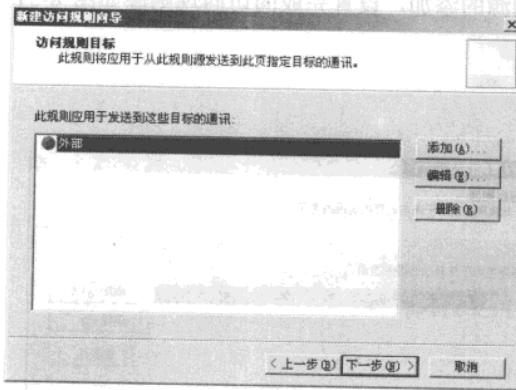 新建访问规则向导
访问规则目标
此规则将应用于从此规则源发送到此页指定目标的通讯。
此规则应用于发送到这些目标的通讯:
外部
添加(A)...
编辑(E)...
删除(R)
< 上一步(B) 下一步(N) > 取消